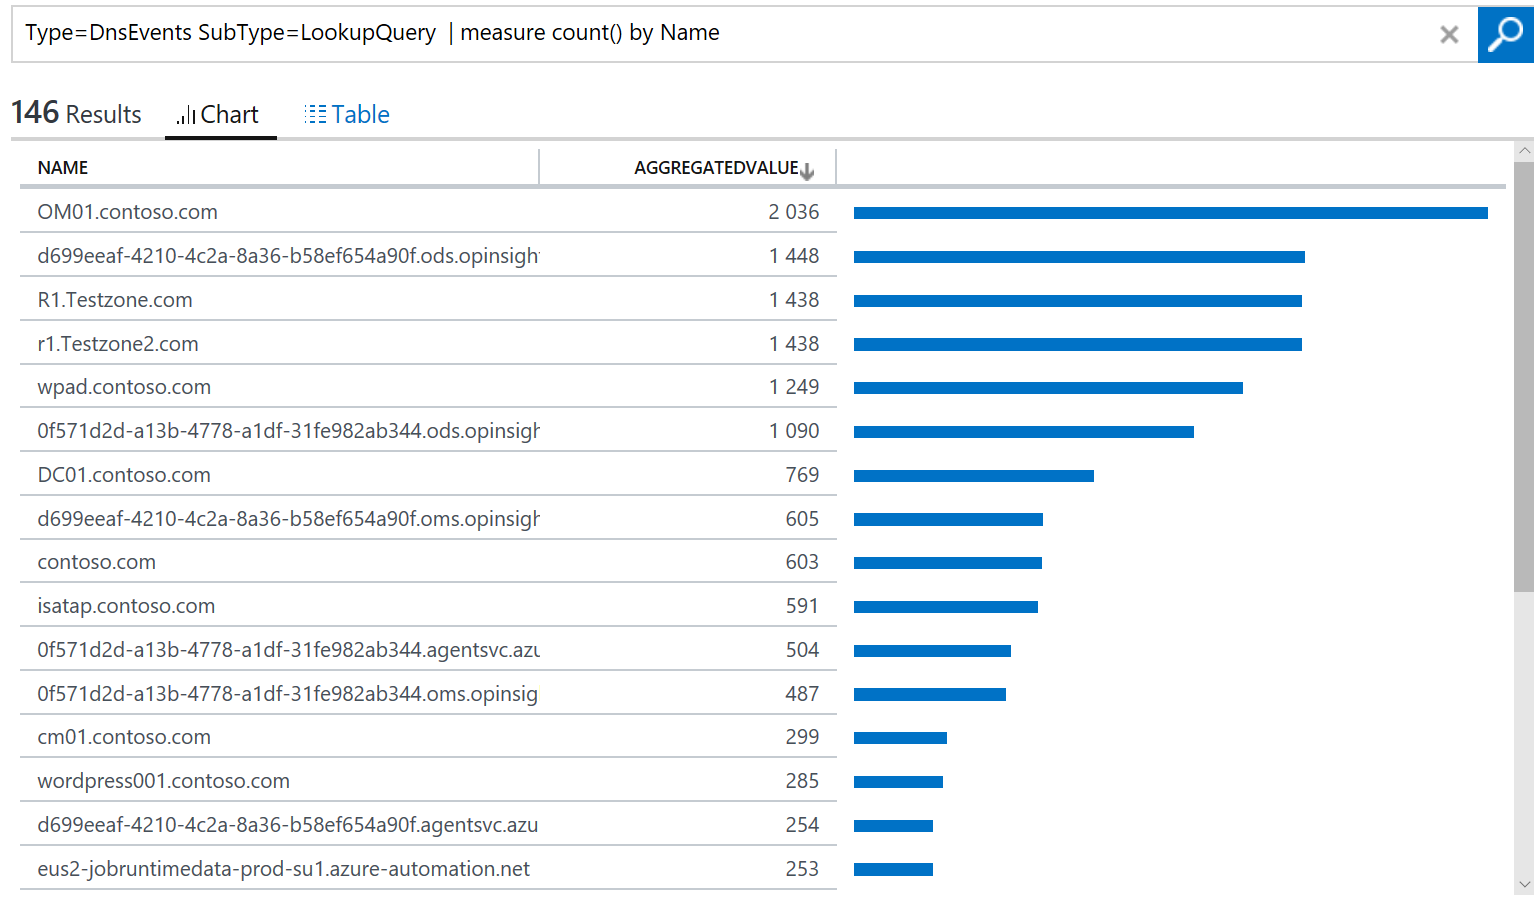 Type=DnsEvents SubType=LookupQuery | measure count() by Name
146 Results Chart Table
NAME AGGREGATEDVALUE
OM01.contoso.com 2 036
d699eeaf-4210-4c2a-8a36-b58ef654a90f.ods.opinsigh 1 448
R1.Testzone.com 1 438
r1.Testzone2.com 1 438
wpad.contoso.com 1 249
0f571d2d-a13b-4778-a1df-31fe982ab344.ods.opinsigh 1 090
DC01.contoso.com 769
d699eeaf-4210-4c2a-8a36-b58ef654a90f.oms.opinsigh 605
contoso.com 603
isatap.contoso.com 591
0f571d2d-a13b-4778-a1df-31fe982ab344.agentsvc.azu 504
0f571d2d-a13b-4778-a1df-31fe982ab344.oms.opinsig 487
cm01.contoso.com 299
wordpress001.contoso.com 285
d699eeaf-4210-4c2a-8a36-b58ef654a90f.agentsvc.azu 254
eus2-jobruntimedata-prod-su1.azure-automation.net 253